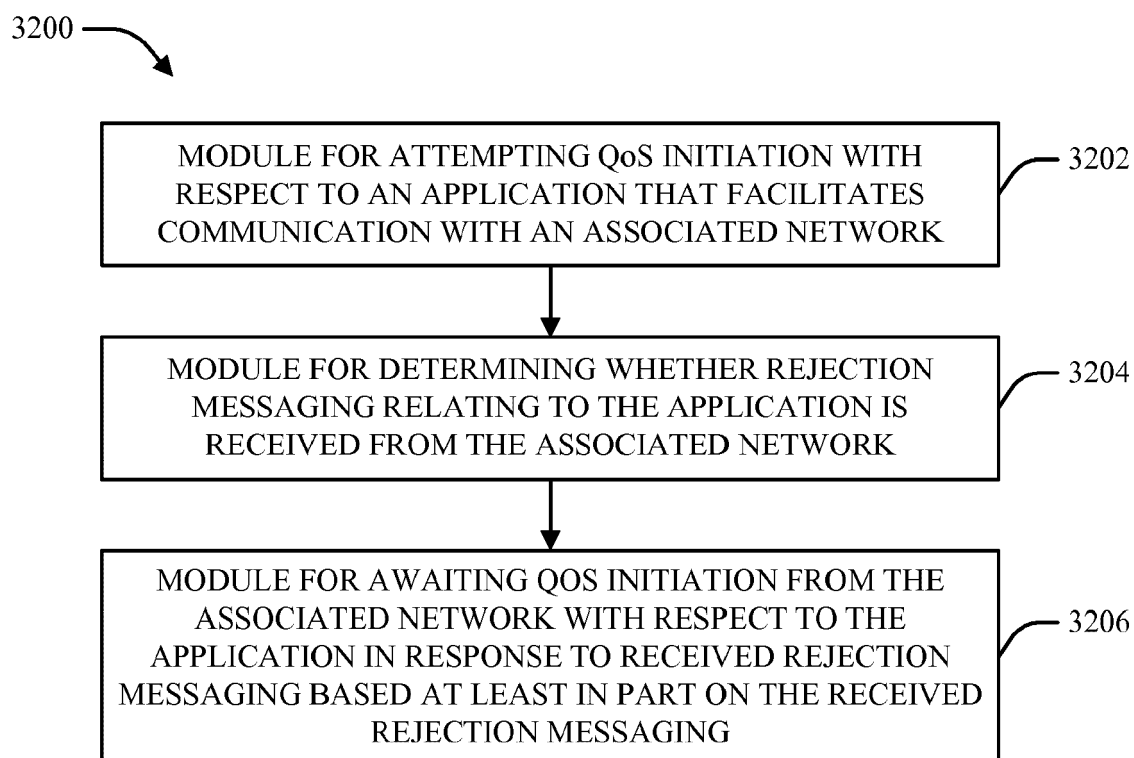 3200
MODULE FOR ATTEMPTING QoS INITIATION WITH
RESPECT TO AN APPLICATION THAT FACILITATES
COMMUNICATION WITH AN ASSOCIATED NETWORK
3202
MODULE FOR DETERMINING WHETHER REJECTION
MESSAGING RELATING TO THE APPLICATION IS
RECEIVED FROM THE ASSOCIATED NETWORK
3204
MODULE FOR AWAITING QOS INITIATION FROM THE
ASSOCIATED NETWORK WITH RESPECT TO THE
APPLICATION IN RESPONSE TO RECEIVED REJECTION
MESSAGING BASED AT LEAST IN PART ON THE RECEIVED
REJECTION MESSAGING
3206